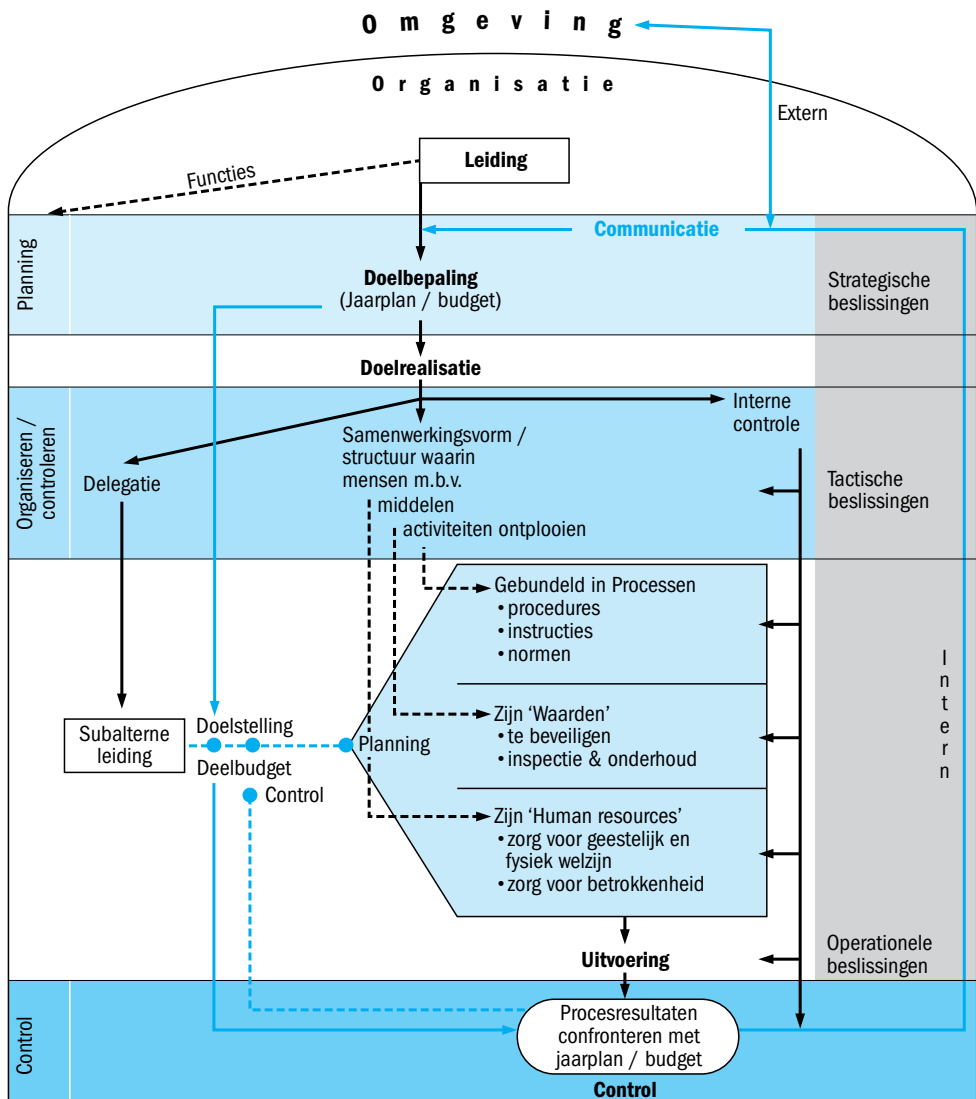 Omgeving
Organisatie
Extern
Leiding
Functies
Planning
Communicatie
Doelbepaling
(Jaarplan / budget)
Strategische
beslissingen
Doelrealisatie
Organiseren /
controleren
Interne
controle
Samenwerkingsvorm /
structuur waarin
mensen m.b.v.
middelen
activiteiten ontplooien
Delegatie
Tactische
beslissingen
Gebundeld in Processen
• procedures
• instructies
• normen
Intern
Zijn ‘Waarden’
• te beveiligen
• inspectie & onderhoud
Subalterne
leiding
Doelstelling
Deelbudget
Planning
Control
Zijn ‘Human resources’
• zorg voor geestelijk en
fysiek welzijn
• zorg voor betrokkenheid
Uitvoering
Operationele
beslissingen
Control
Procesresultaten
confronteren met
jaarplan / budget
Control